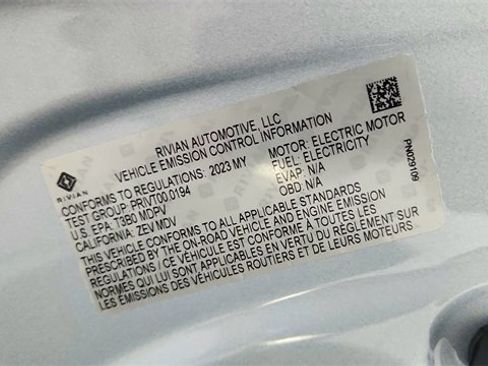 RIVIAN AUTOMOTIVE, LLC
VEHICLE EMISSION CONTROL INFORMATION
RIVIAN
CONFORMS TO REGULATIONS: 2023 MY
MOTOR: ELECTRIC MOTOR
TEST GROUP: PRIVT00.0194
FUEL: ELECTRICITY
U.S. EPA: T3B0 MDPV
EVAP: N/A
CALIFORNIA: ZEV MDV
OBD: N/A
THIS VEHICLE CONFORMS TO ALL APPLICABLE STANDARDS
PRESCRIBED BY THE ON-ROAD VEHICLE AND ENGINE EMISSION
REGULATIONS / CE VÉHICULE EST CONFORME À TOUTES LES
NORMES QUI LUI SONT APPLICABLES EN VERTU DU RÈGLEMENT SUR
LES ÉMISSIONS DES VÉHICULES ROUTIERS ET DE LEURS MOTEURS
PN029109